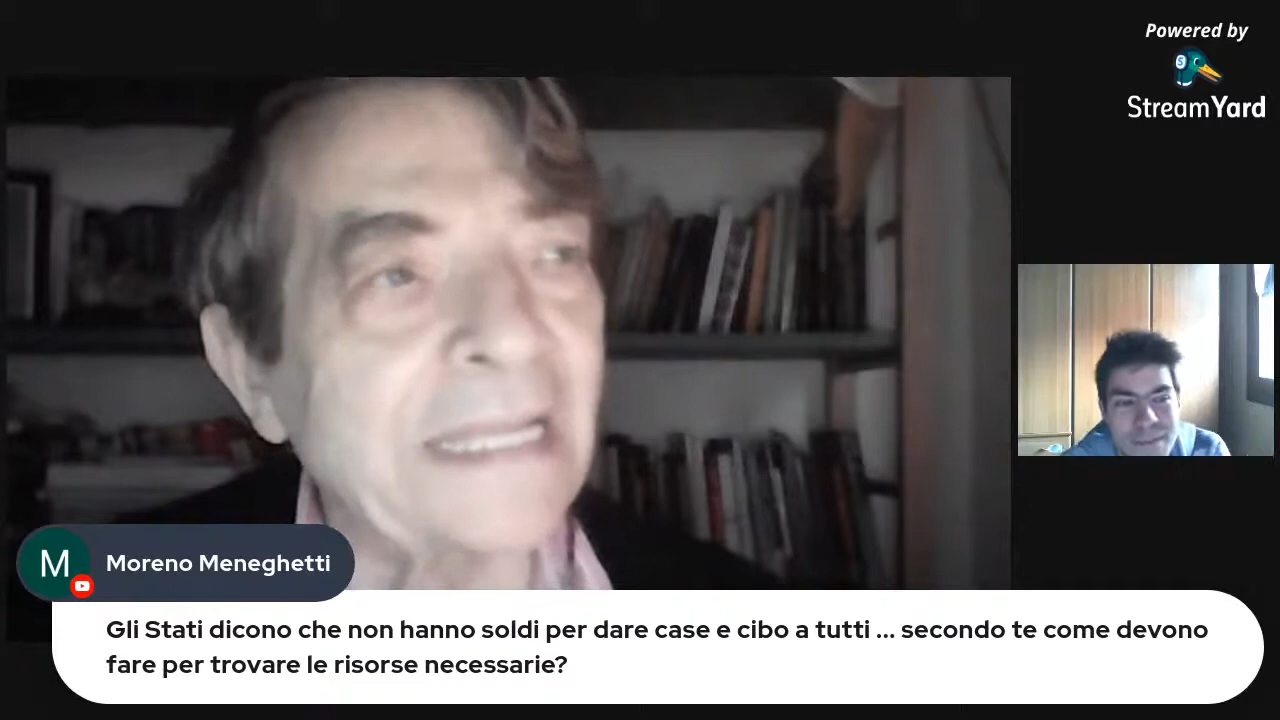 Powered by
StreamYard
M
Moreno Meneghetti
Gli Stati dicono che non hanno soldi per dare case e cibo a tutti ... secondo te come devono
fare per trovare le risorse necessarie?